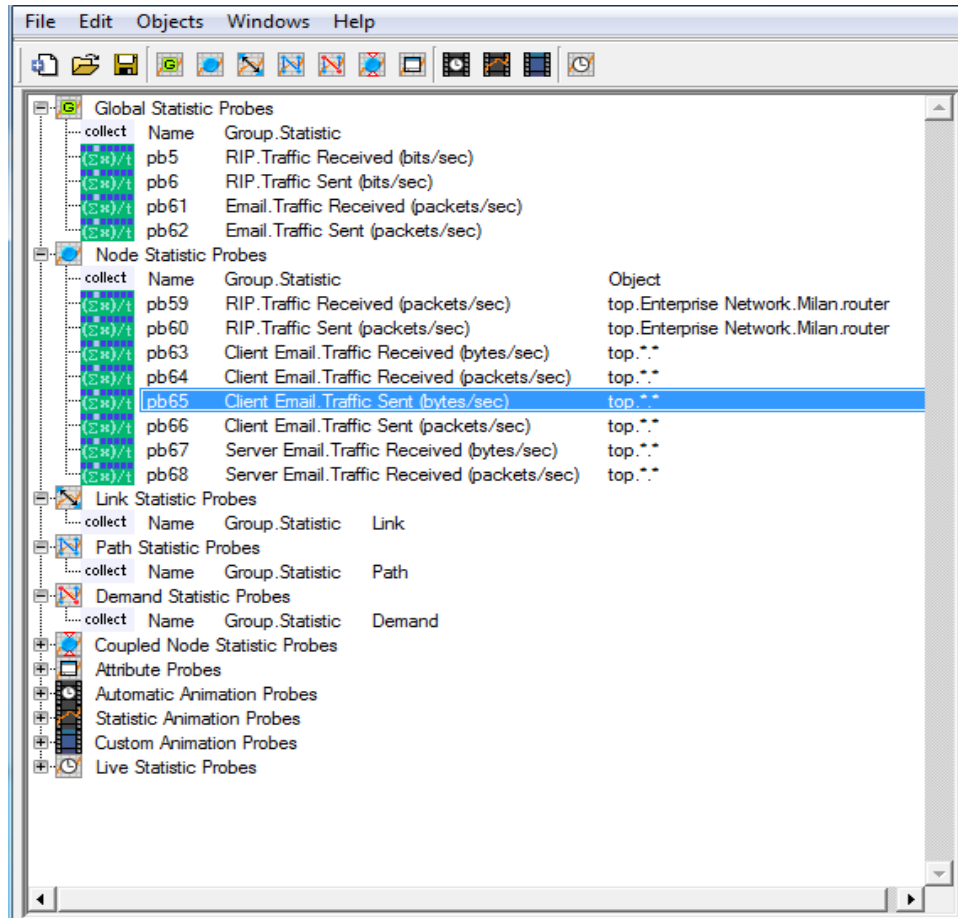 File Edit Objects Windows Help
G Global Statistic Probes
collect Name Group.Statistic
(Σx)/t pb5 RIP.Traffic Received (bits/sec)
(Σx)/t pb6 RIP.Traffic Sent (bits/sec)
(Σx)/t pb61 Email.Traffic Received (packets/sec)
(Σx)/t pb62 Email.Traffic Sent (packets/sec)
Node Statistic Probes
collect Name Group.Statistic Object
(Σx)/t pb59 RIP.Traffic Received (packets/sec) top.Enterprise Network.Milan.router
(Σx)/t pb60 RIP.Traffic Sent (packets/sec) top.Enterprise Network.Milan.router
(Σx)/t pb63 Client Email.Traffic Received (bytes/sec) top.*.*
(Σx)/t pb64 Client Email.Traffic Received (packets/sec) top.*.*
(Σx)/t pb65 Client Email.Traffic Sent (bytes/sec) top.*.*
(Σx)/t pb66 Client Email.Traffic Sent (packets/sec) top.*.*
(Σx)/t pb67 Server Email.Traffic Received (bytes/sec) top.*.*
(Σx)/t pb68 Server Email.Traffic Received (packets/sec) top.*.*
Link Statistic Probes
collect Name Group.Statistic Link
Path Statistic Probes
collect Name Group.Statistic Path
Demand Statistic Probes
collect Name Group.Statistic Demand
Coupled Node Statistic Probes
Attribute Probes
Automatic Animation Probes
Statistic Animation Probes
Custom Animation Probes
Live Statistic Probes